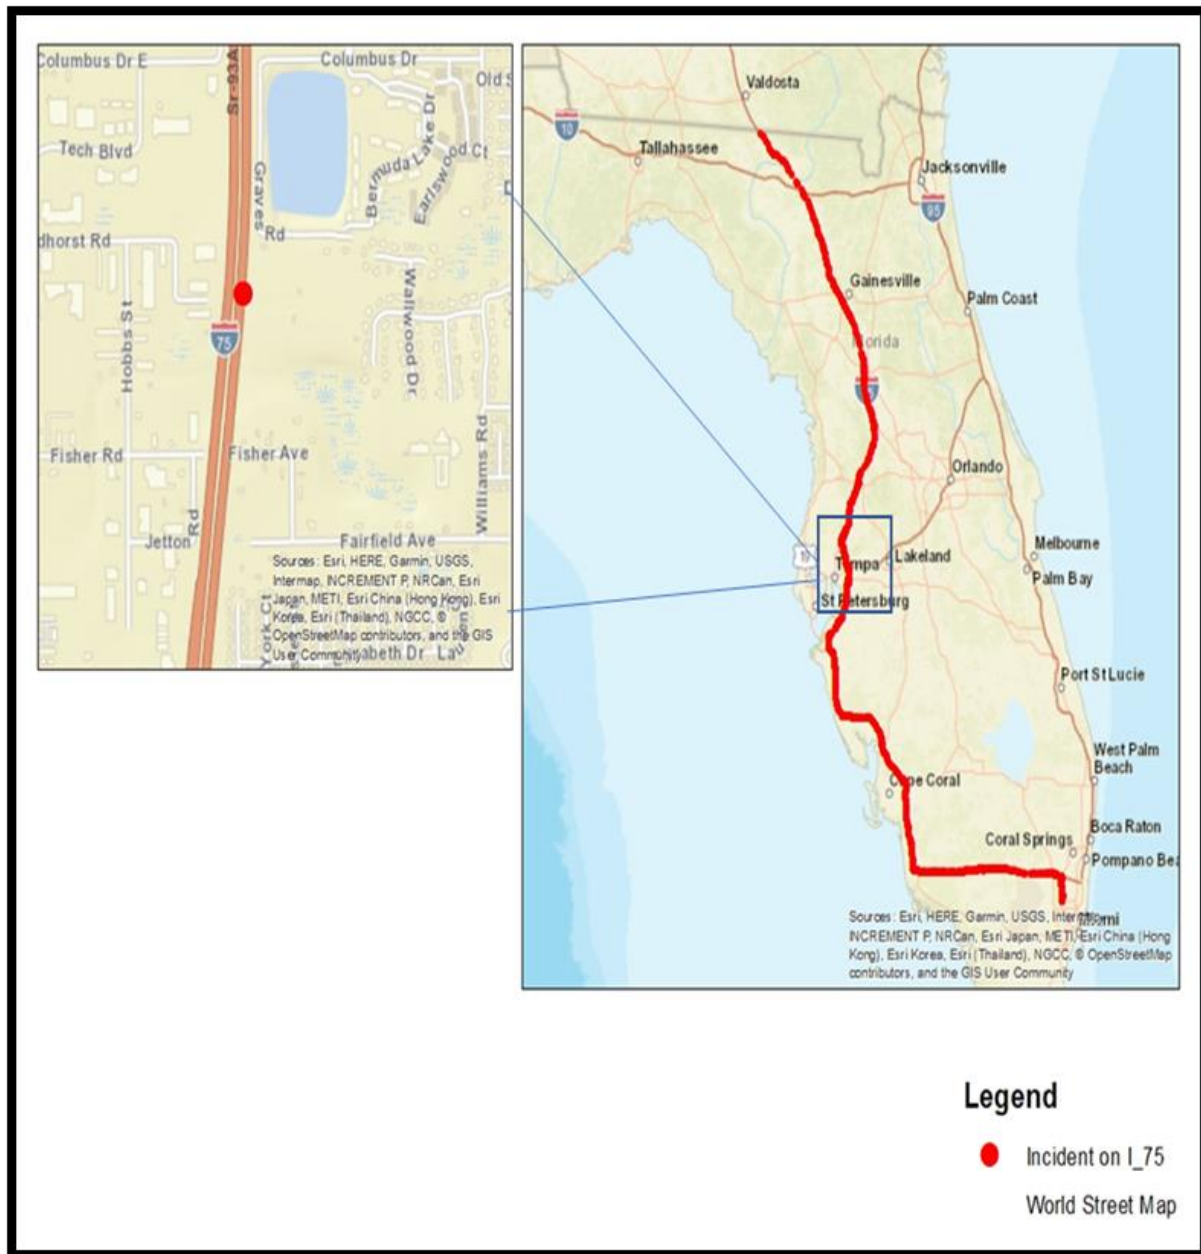 Columbus Dr E
Sr-93A
Columbus Dr
Tech Blvd
Graves
Rd
Bermuda Lake Dr
Earlswood Ct
dhorst Rd
Hobbs St
75
Wallwood Dr
Fisher Rd
Fisher Ave
Williams Rd
Jetton
Rd
Fairfield Ave
York Ct
abeth Dr
Sources: Esri, HERE, Garmin, USGS,
Intermap, INCREMENT P, NRCan, Esri
Japan, METI, Esri China (Hong Kong), Esri
Korea, Esri (Thailand), NGCC, ©
OpenStreetMap contributors, and the GIS
User Community
Valdosta
10
Tallahassee
Jacksonville
95
Gainesville
Palm Coast
Florida
Orlando
Lakeland
Tampa
St Petersburg
Melbourne
Palm Bay
Port St Lucie
West Palm
Beach
Cape Coral
Boca Raton
Coral Springs
Pompano Bea
Miami
Sources: Esri, HERE, Garmin, USGS, Intermap,
INCREMENT P, NRCan, Esri Japan, METI, Esri China (Hong
Kong), Esri Korea, Esri (Thailand), NGCC, © OpenStreetMap
contributors, and the GIS User Community
Legend
Incident on I_75
World Street Map